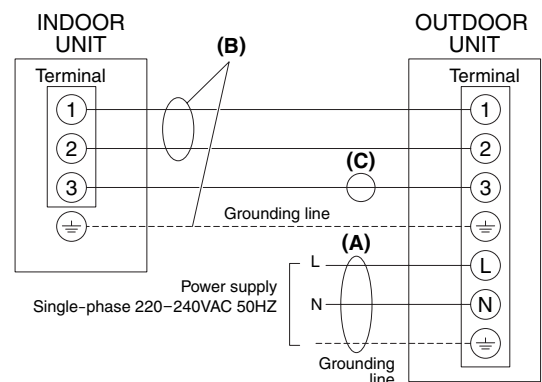 INDOOR
UNIT
(B)
OUTDOOR
UNIT
Terminal
Terminal
1
1
2
2
(C)
3
3
Grounding line
(A)
L
L
Power supply
Single-phase 220-240VAC 50HZ
N
N
Grounding
line